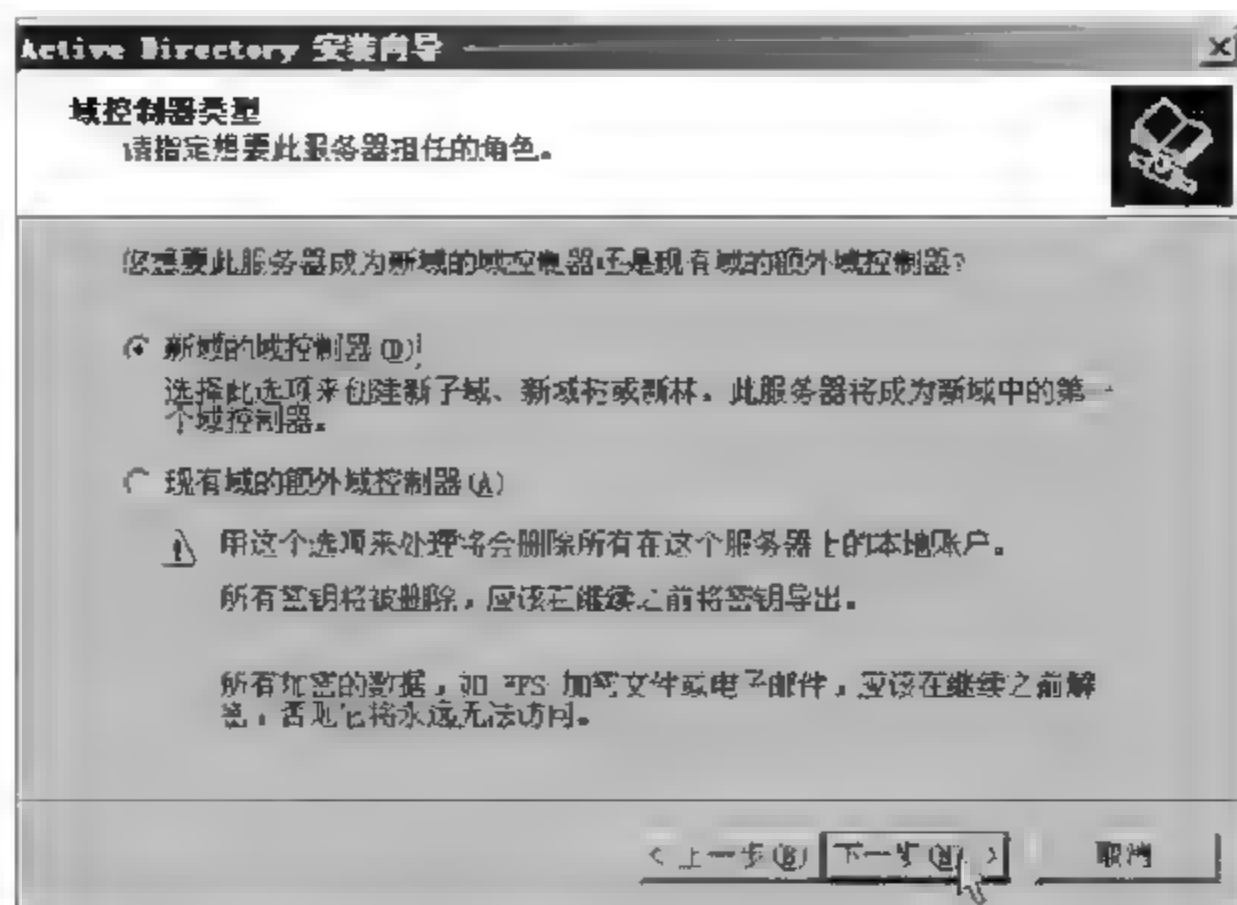 Active Directory 安装向导
域控制器类型
请指定想要此服务器担任的角色。
您想要此服务器成为新域的域控制器还是现有域的额外域控制器?
新域的域控制器(D)
选择此选项来创建新子域、新域树或新林。此服务器将成为新域中的第一
个域控制器。
现有域的额外域控制器(A)
用这个选项来处理将会删除所有在这个服务器上的本地账户。
所有密钥将被删除，应该在继续之前将密钥导出。
所有加密的数据，如 EFS 加密文件或电子邮件，应该在继续之前解
密，否则它将永远无法访问。
< 上一步(B) 下一步(N) > 取消